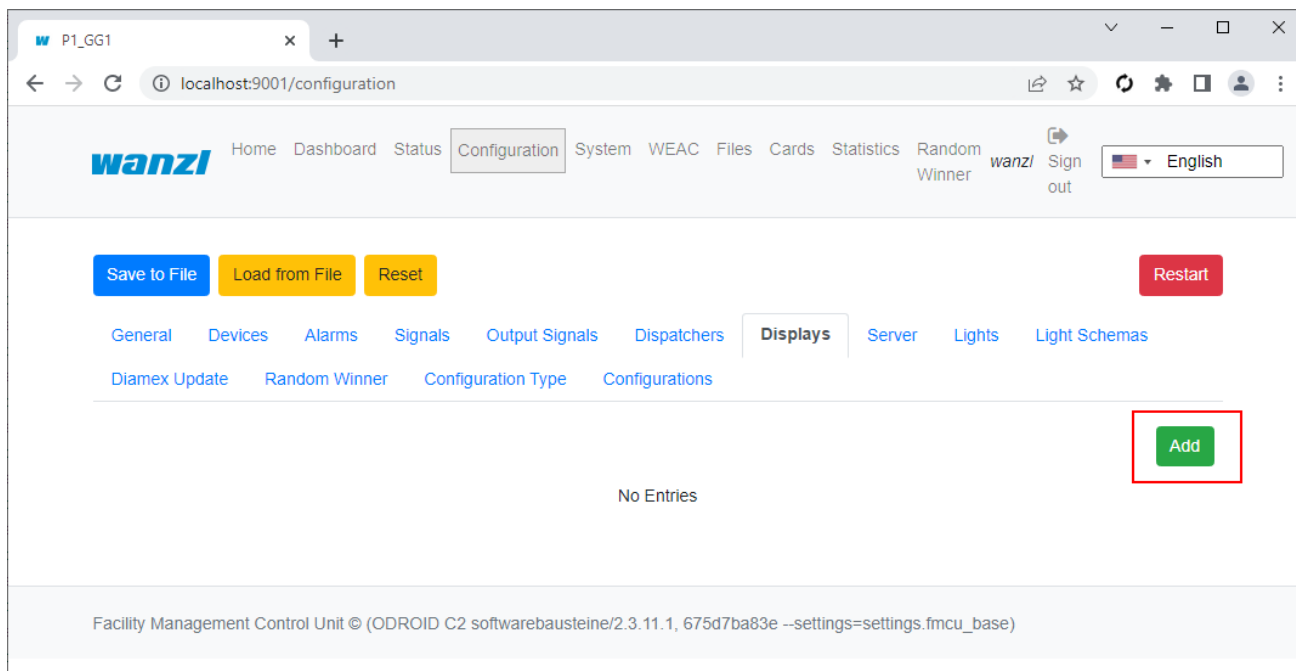 P1_GG1
localhost:9001/configuration
wanzl Home Dashboard Status Configuration System WEAC Files Cards Statistics Random Winner wanzl Sign out English
Save to File Load from File Reset Restart
General Devices Alarms Signals Output Signals Dispatchers Displays Server Lights Light Schemas
Diamex Update Random Winner Configuration Type Configurations
Add
No Entries
Facility Management Control Unit © (ODROID C2 softwarebausteine/2.3.11.1, 675d7ba83e --settings=settings.fmcu_base)